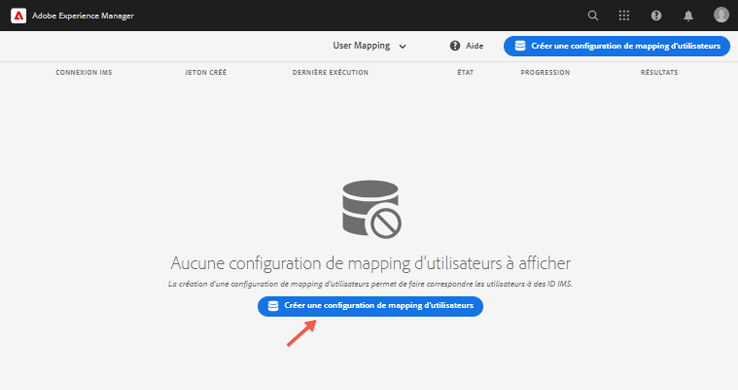 Adobe Experience Manager
User Mapping
Aide
Créer une configuration de mapping d'utilisateurs
CONNEXION IMS
JETON CRÉÉ
DERNIÈRE EXÉCUTION
ÉTAT
PROGRESSION
RÉSULTATS
Aucune configuration de mapping d'utilisateurs à afficher
La création d'une configuration de mapping d'utilisateurs permet de faire correspondre les utilisateurs à des ID IMS.
Créer une configuration de mapping d'utilisateurs